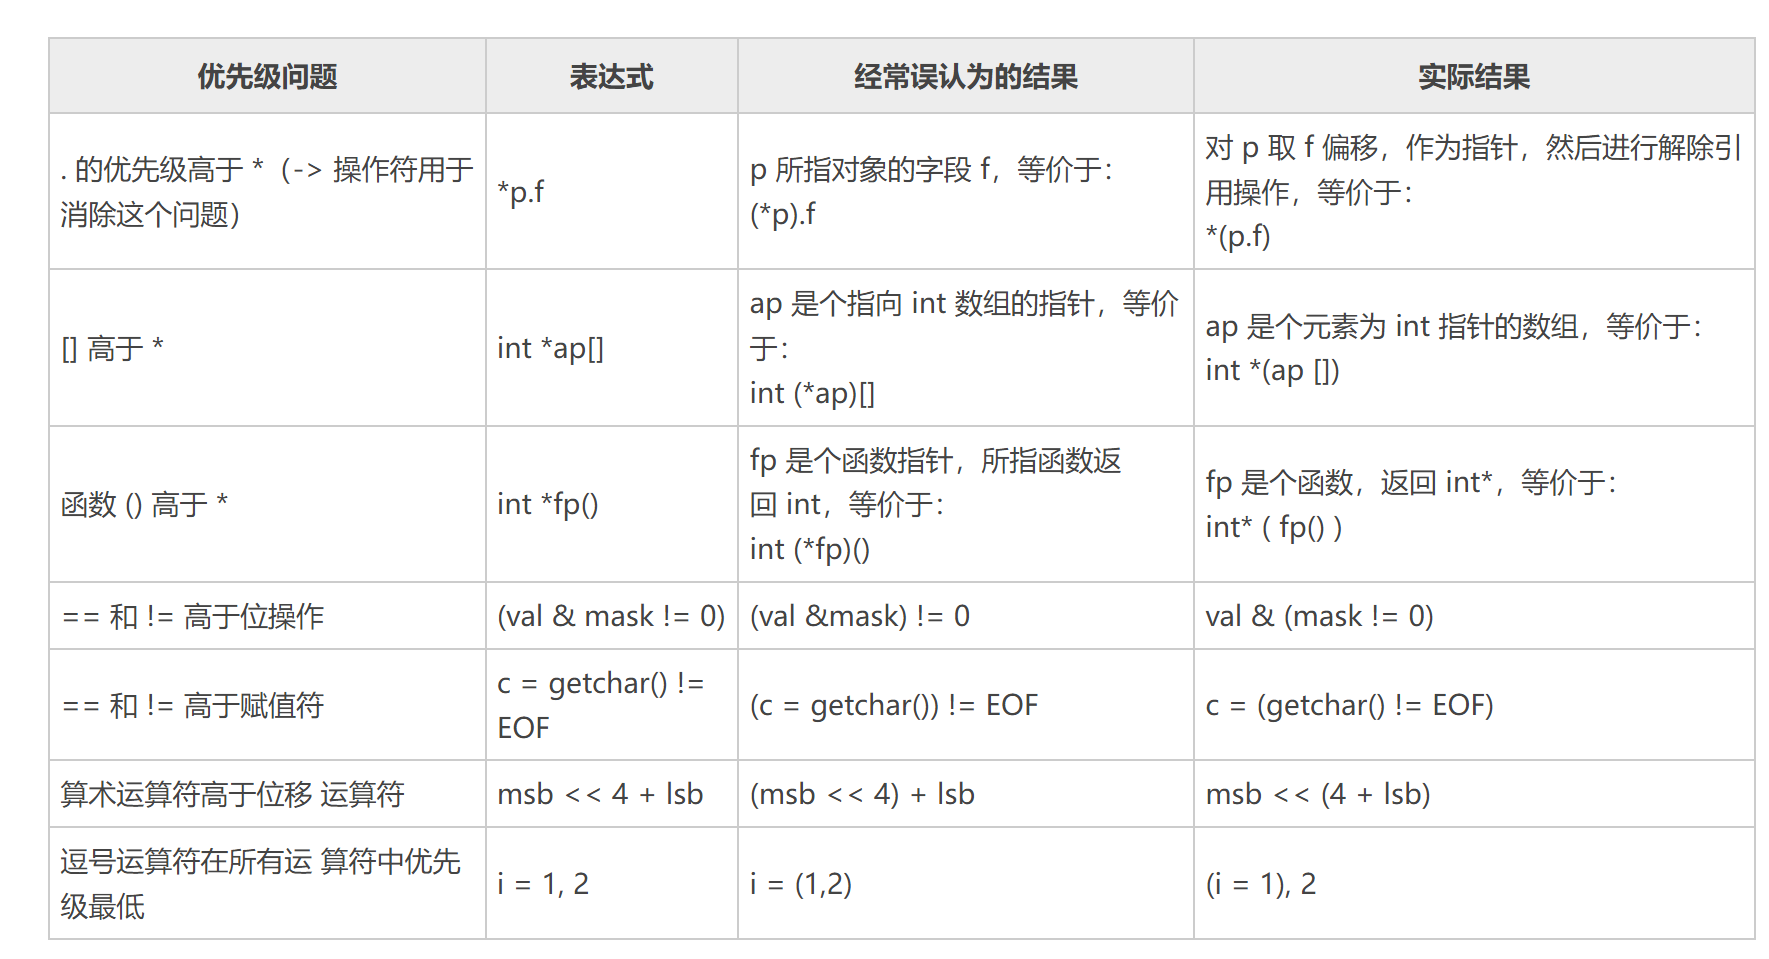 优先级问题
表达式
经常误认为的结果
实际结果
. 的优先级高于 *（-> 操作符用于
消除这个问题）
*p.f
p 所指对象的字段 f，等价于：
(*p).f
对 p 取 f 偏移，作为指针，然后进行解除引
用操作，等价于：
*(p.f)
[] 高于 *
int *ap[]
ap 是个指向 int 数组的指针，等价
于：
int (*ap)[]
ap 是个元素为 int 指针的数组，等价于：
int *(ap [])
函数 () 高于 *
int *fp()
fp 是个函数指针，所指函数返
回 int，等价于：
int (*fp)()
fp 是个函数，返回 int*，等价于：
int* ( fp() )
== 和 != 高于位操作
(val & mask != 0)
(val &mask) != 0
val & (mask != 0)
== 和 != 高于赋值符
c = getchar() !=
EOF
(c = getchar()) != EOF
c = (getchar() != EOF)
算术运算符高于位移 运算符
msb << 4 + lsb
(msb << 4) + lsb
msb << (4 + lsb)
逗号运算符在所有运 算符中优先
级最低
i = 1, 2
i = (1,2)
(i = 1), 2